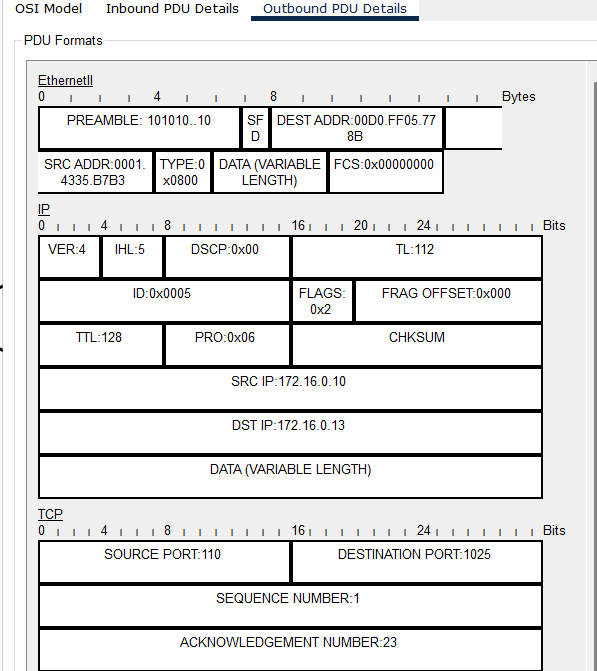 OSI Model Inbound PDU Details Outbound PDU Details
PDU Formats
EthernetII
0 4 8 Bytes
PREAMBLE: 101010..10 SF DEST ADDR:00D0.FF05.77
D 8B
SRC ADDR:0001. TYPE:0 DATA (VARIABLE FCS:0x00000000
4335.B7B3 x0800 LENGTH)
IP
0 4 8 16 20 24 Bits
VER:4 IHL:5 DSCP:0x00 TL:112
ID:0x0005 FLAGS: FRAG OFFSET:0x000
0x2
TTL:128 PRO:0x06 CHKSUM
SRC IP:172.16.0.10
DST IP:172.16.0.13
DATA (VARIABLE LENGTH)
TCP
0 4 8 16 24 Bits
SOURCE PORT:110 DESTINATION PORT:1025
SEQUENCE NUMBER:1
ACKNOWLEDGEMENT NUMBER:23